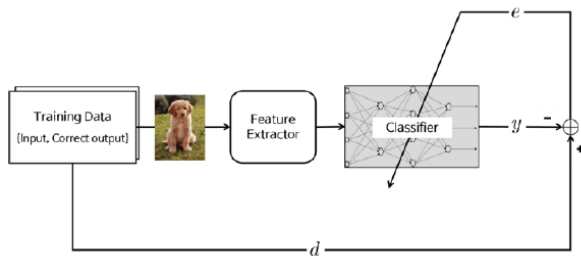 e
Training Data
{Input, Correct output}
Feature
Extractor
Classifier
y
-
+
d